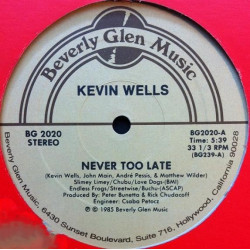 Beverly Glen Music
KEVIN WELLS
BG 2020
STEREO
BG2020-A
Time: 5:39
33 1/3 RPM
(BG239-A)
NEVER TOO LATE
(Kevin Wells, John Main, André Pessis, & Matthew Wilder)
Slimey Limey/Chubu/Love Dogs-(BMI)
Endless Frogs/Streetwise/Buchu-(ASCAP)
Produced by: Peter Bunetta & Rick Chudacoff
Engineer: Csaba Petocz
℗ © 1985 Beverly Glen Music
Beverly Glen Music, 6430 Sunset Boulevard, Suite 716, Hollywood, California 90028